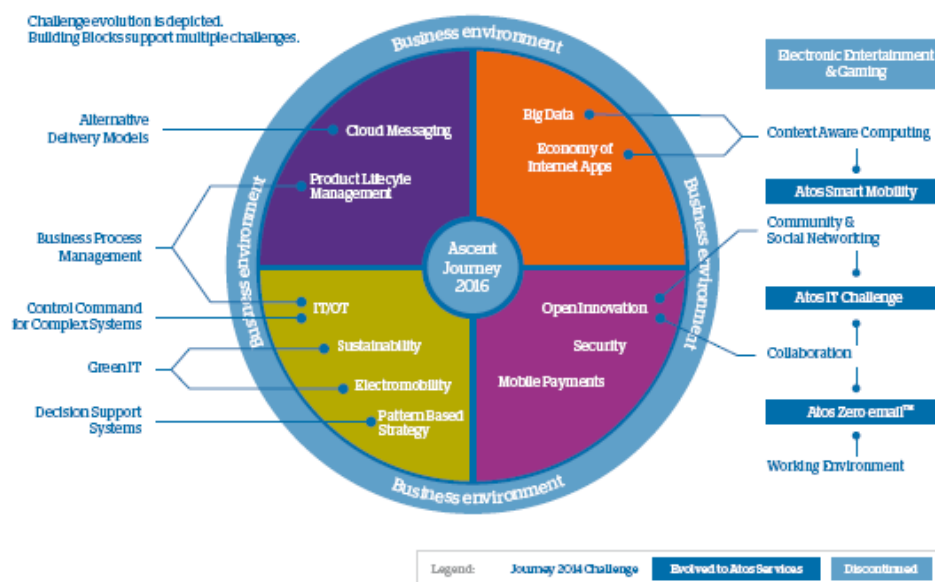 Challenge evolution is depicted.
Building Blocks support multiple challenges.
Business environment
Electronic Entertainment
& Gaming
Alternative
Delivery Models
Cloud Messaging
Big Data
Context Aware Computing
Economy of
Internet Apps
Product Lifecyle
Management
Atos Smart Mobility
Business environment
Business environment
Community &
Social Networking
Business Process
Management
Ascent
Journey
2016
Control Command
for Complex Systems
IT/OT
Open Innovation
Atos IT Challenge
Sustainability
Security
Collaboration
Green IT
Electromobility
Mobile Payments
Decision Support
Systems
Pattern Based
Strategy
Atos Zero email™
Working Environment
Business environment
Legend:
Journey 2014 Challenge
Evolved to Atos Services
Discontinued